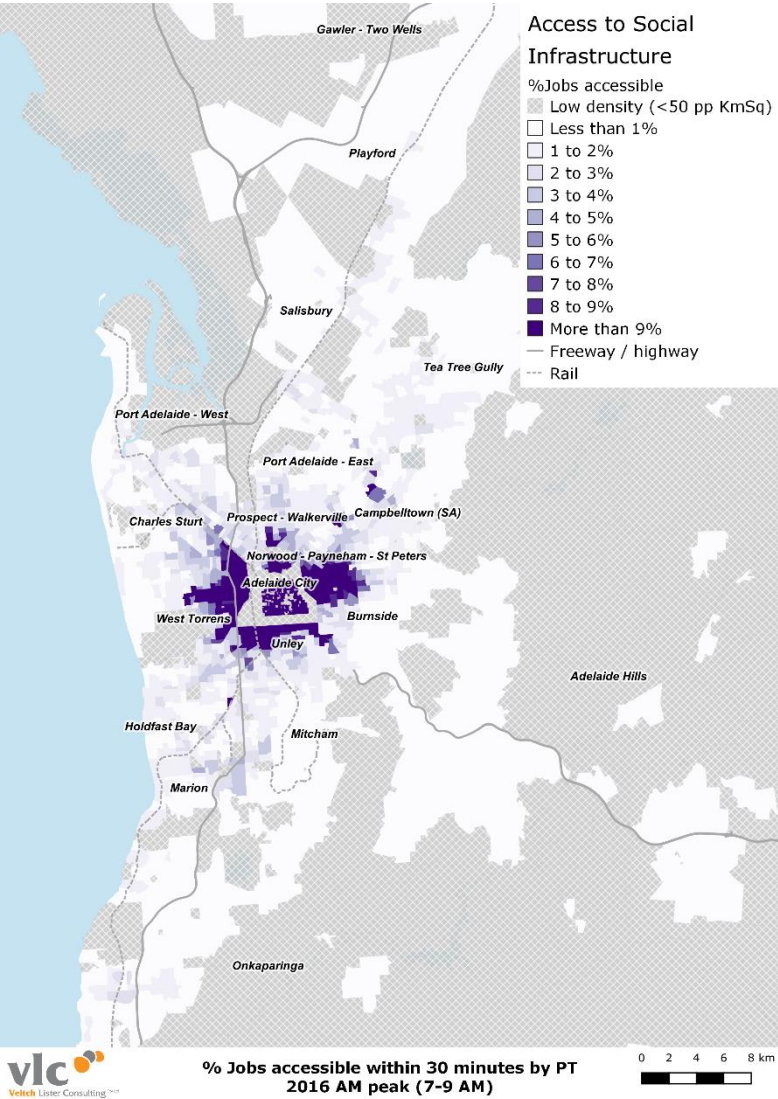 Access to Social
Infrastructure
%Jobs accessible
Low density (<50 pp KmSq)
Less than 1%
1 to 2%
2 to 3%
3 to 4%
4 to 5%
5 to 6%
6 to 7%
7 to 8%
8 to 9%
More than 9%
Freeway / highway
Rail
Gawler - Two Wells
Playford
Salisbury
Tea Tree Gully
Port Adelaide - West
Port Adelaide - East
Charles Sturt
Prospect - Walkerville
Campbelltown (SA)
Norwood - Payneham - St Peters
Adelaide City
West Torrens
Burnside
Unley
Adelaide Hills
Holdfast Bay
Mitcham
Marion
Onkaparinga
vlc
Veitch Lister Consulting
% Jobs accessible within 30 minutes by PT
2016 AM peak (7-9 AM)
0 2 4 6 8 km